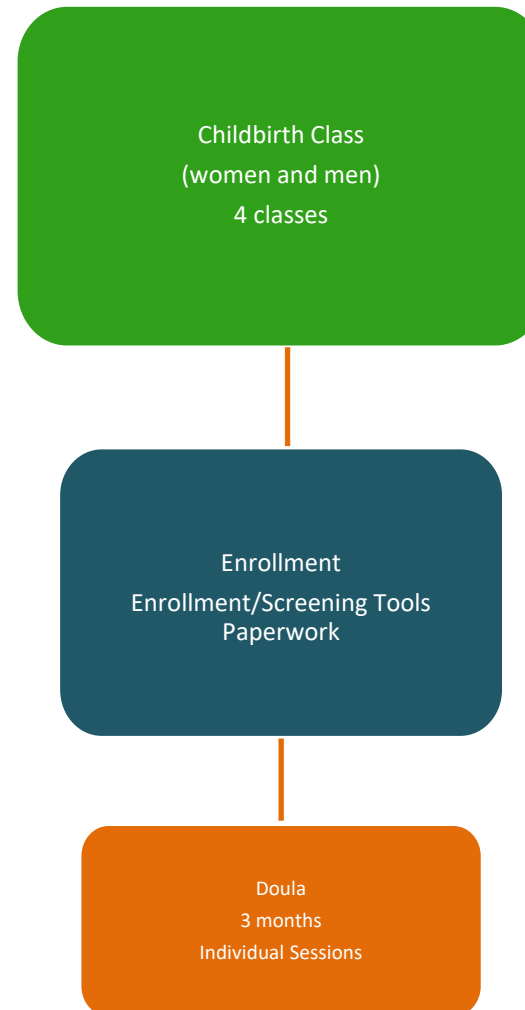 Childbirth Class
(women and men)
4 classes
Enrollment
Enrollment/Screening Tools
Paperwork
Doula
3 months
Individual Sessions